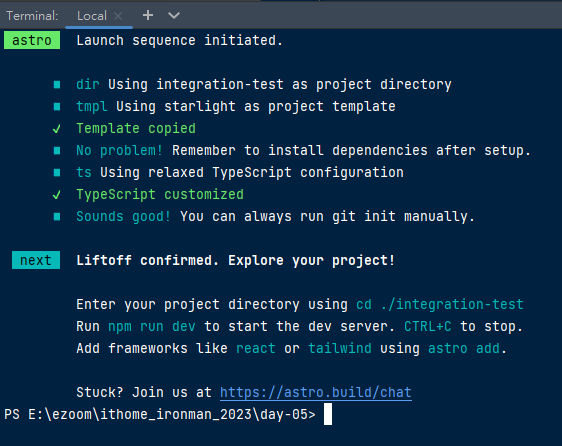 Terminal: Local × +
astro Launch sequence initiated.
■ dir Using integration-test as project directory
■ tmpl Using starlight as project template
✓ Template copied
■ No problem! Remember to install dependencies after setup.
■ ts Using relaxed TypeScript configuration
✓ TypeScript customized
■ Sounds good! You can always run git init manually.
next Liftoff confirmed. Explore your project!
Enter your project directory using cd ./integration-test
Run npm run dev to start the dev server. CTRL+C to stop.
Add frameworks like react or tailwind using astro add.
Stuck? Join us at https://astro.build/chat
PS E:\ezoom\ithome_ironman_2023\day-05>